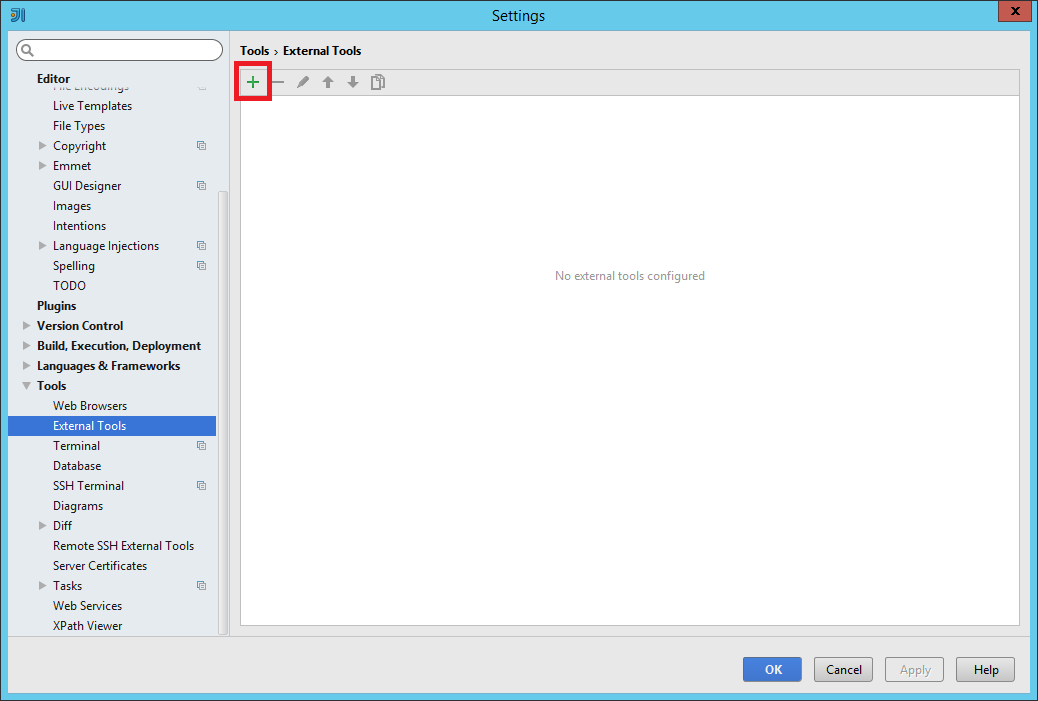 Settings
Editor
File Encodings
Live Templates
File Types
Copyright
Emmet
GUI Designer
Images
Intentions
Language Injections
Spelling
TODO
Plugins
Version Control
Build, Execution, Deployment
Languages & Frameworks
Tools
Web Browsers
External Tools
Terminal
Database
SSH Terminal
Diagrams
Diff
Remote SSH External Tools
Server Certificates
Tasks
Web Services
XPath Viewer
Tools › External Tools
No external tools configured
OK
Cancel
Apply
Help